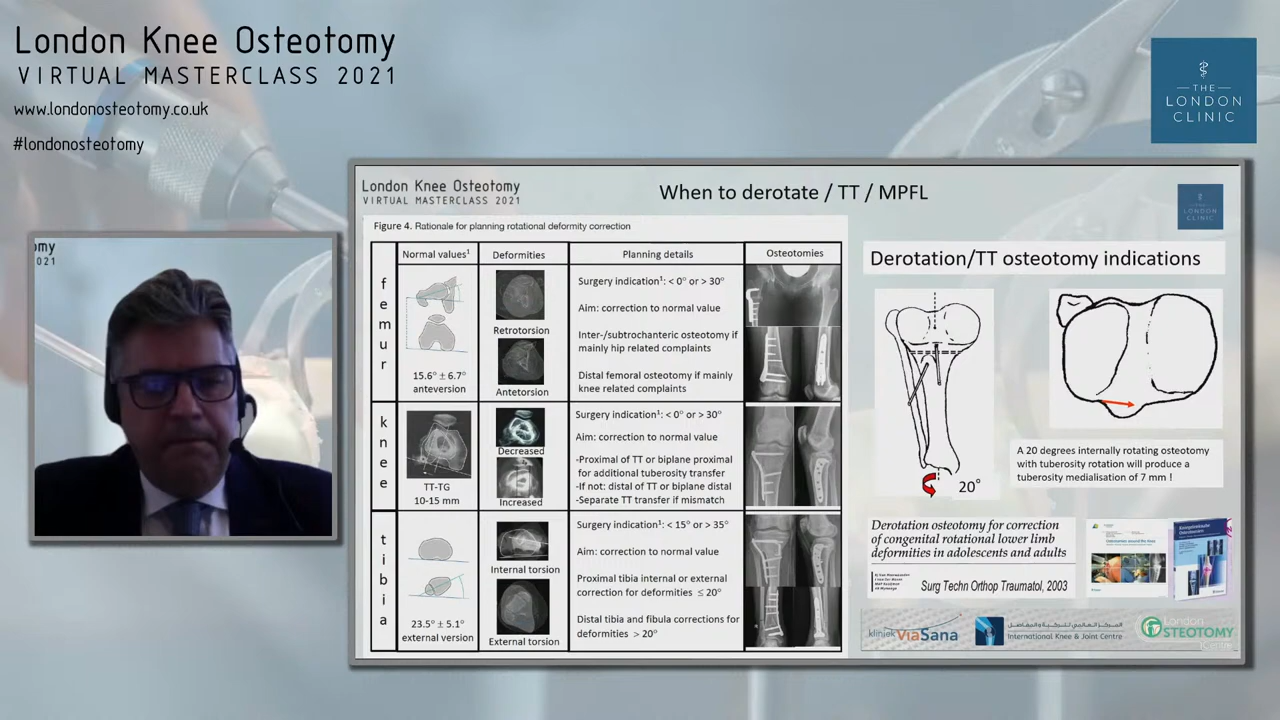 London Knee Osteotomy
VIRTUAL MASTERCLASS 2021
www.londonosteotomy.co.uk
#londonosteotomy
THE
LONDON
CLINIC
omy
021
London Knee Osteotomy
VIRTUAL MASTERCLASS 2021
When to derotate / TT / MPFL
Figure 4. Rationale for planning rotational deformity correction
Normal values¹
Deformities
Planning details
Osteotomies
femur
15.6° ± 6.7°
anteversion
Retrotorsion
Antetorsion
Surgery indication¹: < 0° or > 30°
Aim: correction to normal value
Inter-/subtrochanteric osteotomy if
mainly hip related complaints
Distal femoral osteotomy if mainly
knee related complaints
knee
TT-TG
10-15 mm
Decreased
Increased
Surgery indication¹: < 0° or > 30°
Aim: correction to normal value
-Proximal of TT or biplane proximal
for additional tuberosity transfer
-If not: distal of TT or biplane distal
-Separate TT transfer if mismatch
tibia
23.5° ± 5.1°
external version
Internal torsion
External torsion
Surgery indication¹: < 15° or > 35°
Aim: correction to normal value
Proximal tibia internal or external
correction for deformities ≤ 20°
Distal tibia and fibula corrections for
deformities > 20°
Derotation/TT osteotomy indications
20°
A 20 degrees internally rotating osteotomy
with tuberosity rotation will produce a
tuberosity medialisation of 7 mm !
Derotation osteotomy for correction
of congenital rotational lower limb
deformities in adolescents and adults
Surg Techn Orthop Traumatol, 2003
kliniek ViaSana
المركز العالمي للركبة والمفاصل
International Knee & Joint Centre
London
OSTEOTOMY